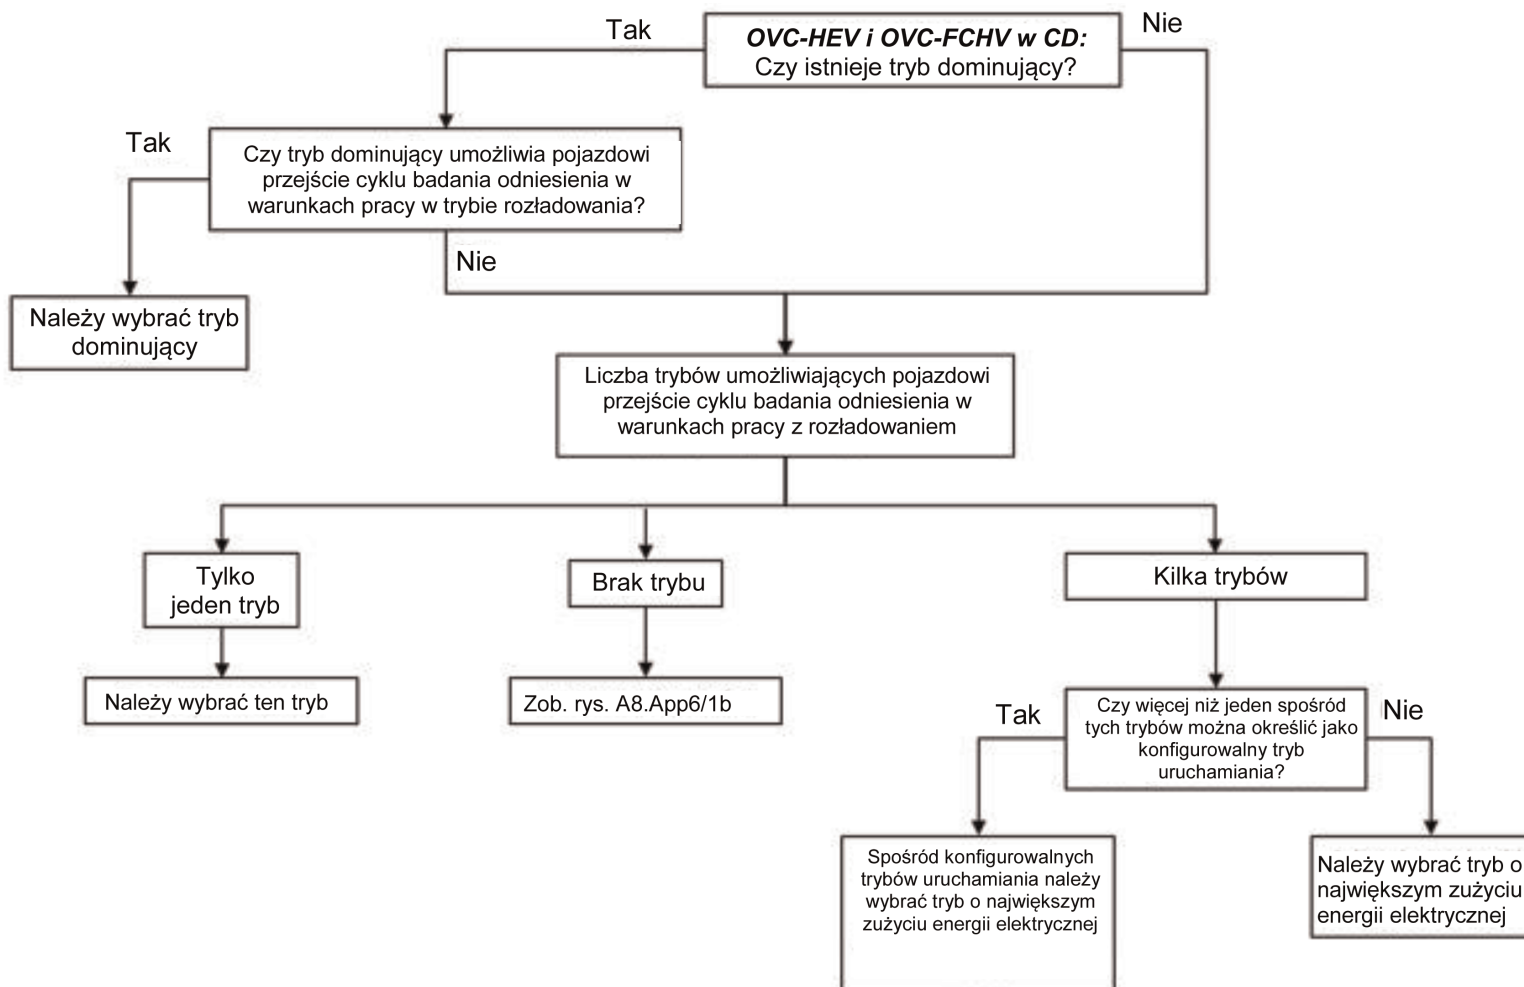 Tak
OVC-HEV i OVC-FCHV w CD:
Czy istnieje tryb dominujący?
Nie
Tak
Czy tryb dominujący umożliwia pojazdowi
przejście cyklu badania odniesienia w
warunkach pracy w trybie rozładowania?
Nie
Należy wybrać tryb
dominujący
Liczba trybów umożliwiających pojazdowi
przejście cyklu badania odniesienia w
warunkach pracy z rozładowaniem
Tylko
jeden tryb
Brak trybu
Kilka trybów
Należy wybrać ten tryb
Zob. rys. A8.App6/1b
Tak
Czy więcej niż jeden spośród
tych trybów można określić jako
konfigurowalny tryb
uruchamiania?
Nie
Spośród konfigurowalnych
trybów uruchamiania należy
wybrać tryb o największym
zużyciu energii elektrycznej
Należy wybrać tryb o
największym zużyciu
energii elektrycznej